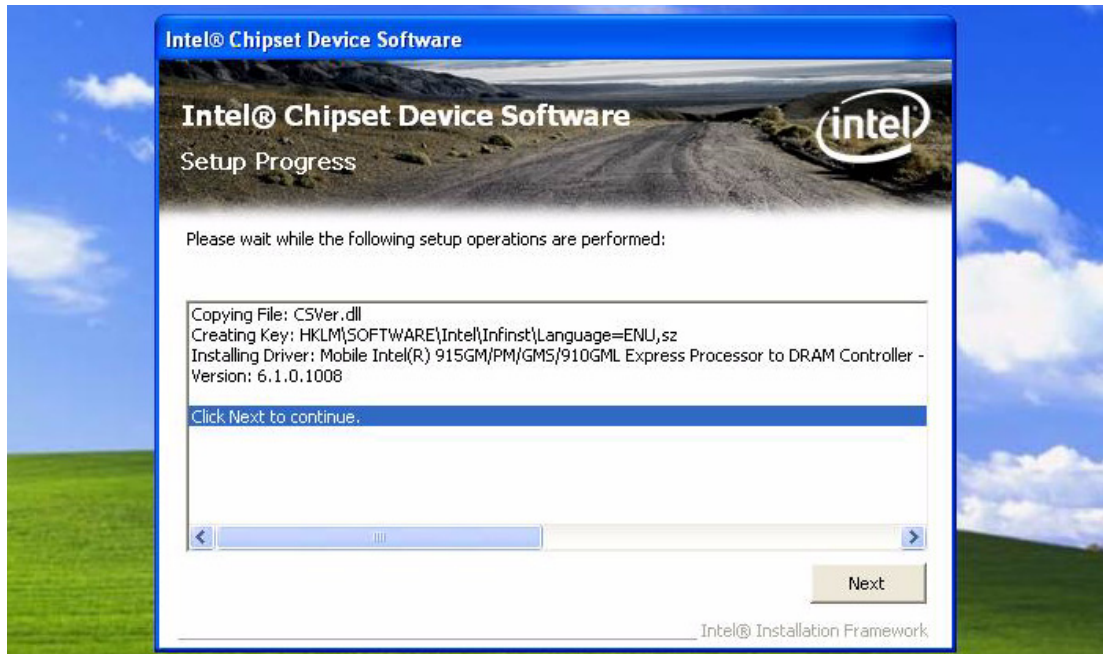 Intel® Chipset Device Software
Intel® Chipset Device Software
intel
Setup Progress
Please wait while the following setup operations are performed:
Copying File: CSVer.dll
Creating Key: HKLM\SOFTWARE\Intel\Infinst\Language=ENU,sz
Installing Driver: Mobile Intel(R) 915GM/PM/GMS/910GML Express Processor to DRAM Controller -
Version: 6.1.0.1008
Click Next to continue.
Next
Intel® Installation Framework